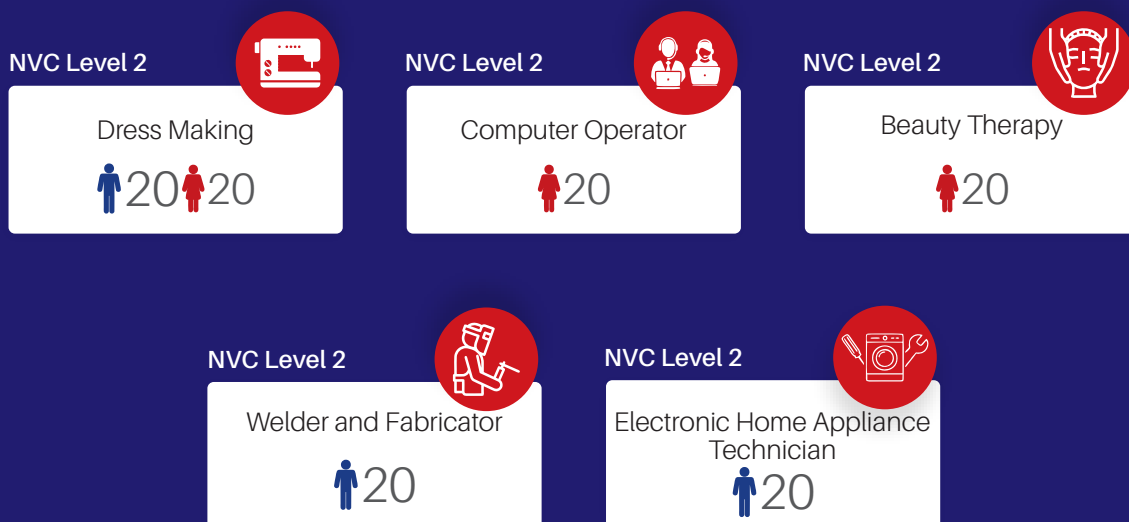 NVC Level 2
Dress Making
20 20
NVC Level 2
Computer Operator
20
NVC Level 2
Beauty Therapy
20
NVC Level 2
Welder and Fabricator
20
NVC Level 2
Electronic Home Appliance
Technician
20